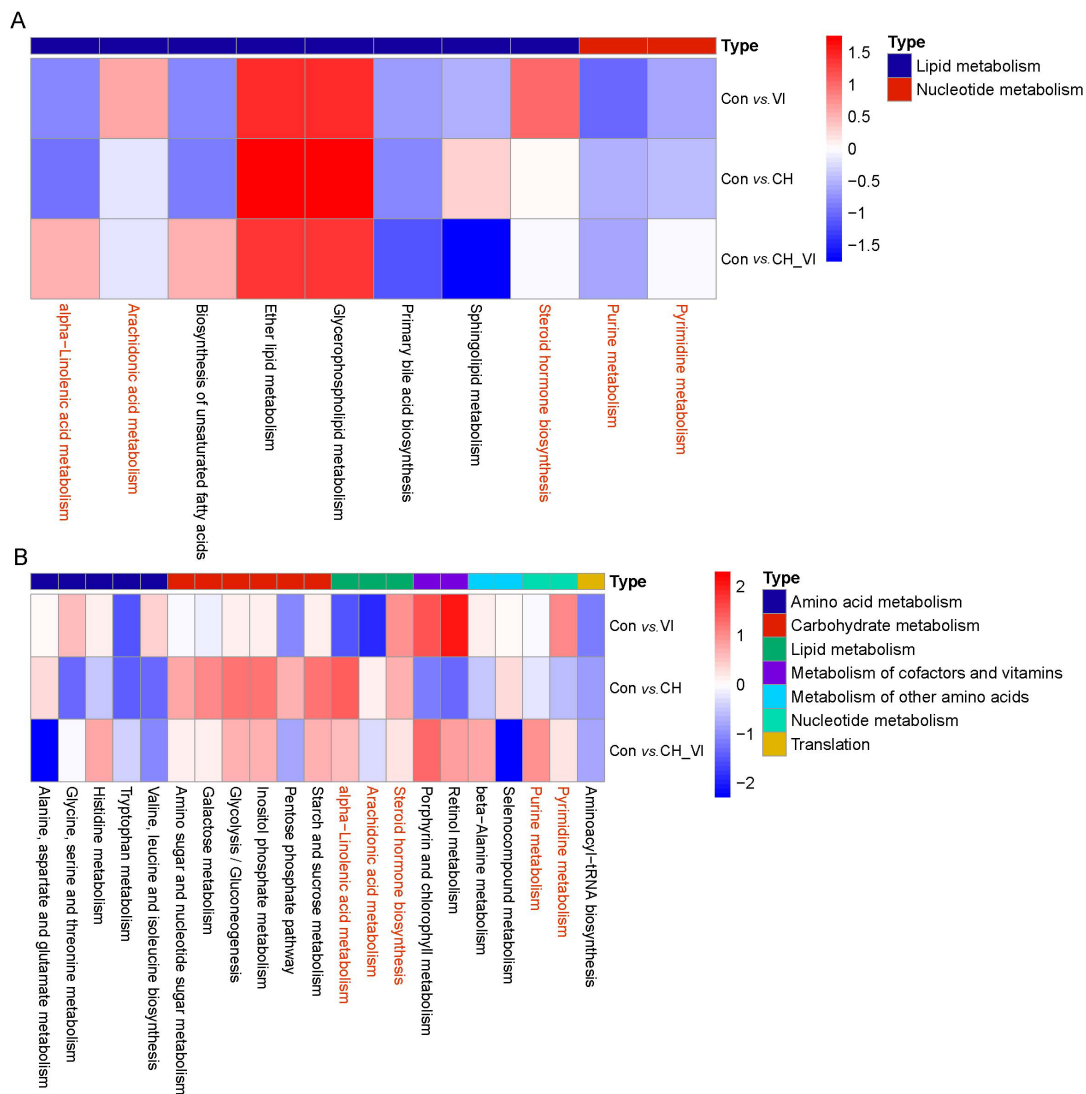 A
Type
Con vs. VI
Con vs. CH
Con vs. CH_VI
1.5
1
0.5
0
−0.5
−1
−1.5
Type
Lipid metabolism
Nucleotide metabolism
alpha−Linolenic acid metabolism
Arachidonic acid metabolism
Biosynthesis of unsaturated fatty acids
Ether lipid metabolism
Glycerophospholipid metabolism
Primary bile acid biosynthesis
Sphingolipid metabolism
Steroid hormone biosynthesis
Purine metabolism
Pyrimidine metabolism
B
Type
Con vs. VI
Con vs. CH
Con vs. CH_VI
2
1
0
−1
−2
Type
Amino acid metabolism
Carbohydrate metabolism
Lipid metabolism
Metabolism of cofactors and vitamins
Metabolism of other amino acids
Nucleotide metabolism
Translation
Alanine, aspartate and glutamate metabolism
Glycine, serine and threonine metabolism
Histidine metabolism
Tryptophan metabolism
Valine, leucine and isoleucine biosynthesis
Amino sugar and nucleotide sugar metabolism
Galactose metabolism
Glycolysis / Gluconeogenesis
Inositol phosphate metabolism
Pentose phosphate pathway
Starch and sucrose metabolism
alpha−Linolenic acid metabolism
Arachidonic acid metabolism
Steroid hormone biosynthesis
Porphyrin and chlorophyll metabolism
Retinol metabolism
beta−Alanine metabolism
Selenocompound metabolism
Purine metabolism
Pyrimidine metabolism
Aminoacyl−tRNA biosynthesis